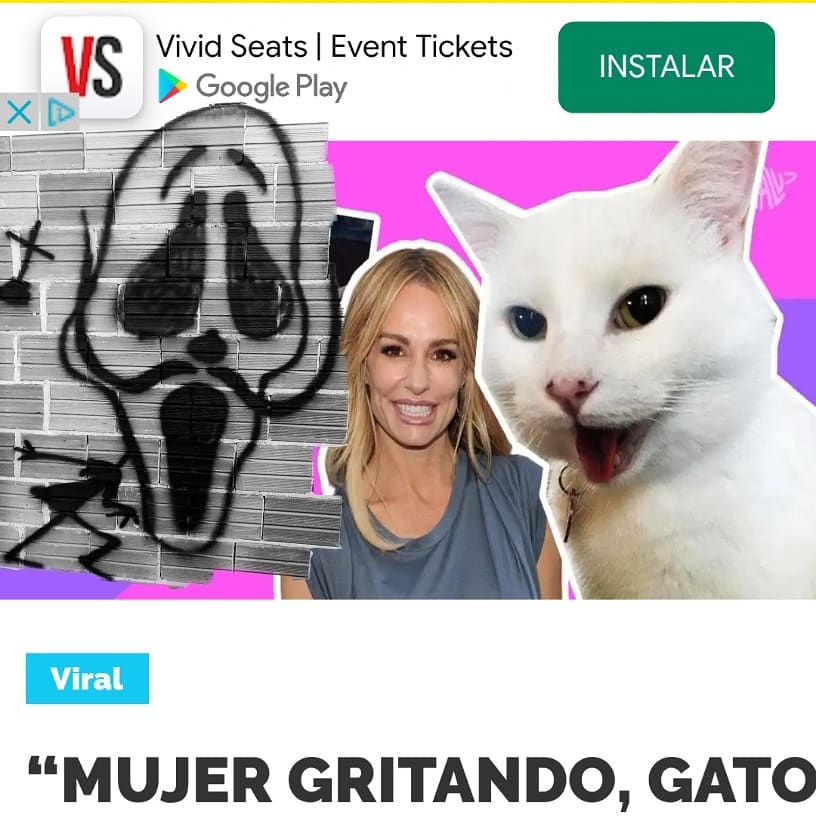 VS
Vivid Seats | Event Tickets
Google Play
INSTALAR
Viral
“MUJER GRITANDO, GATO